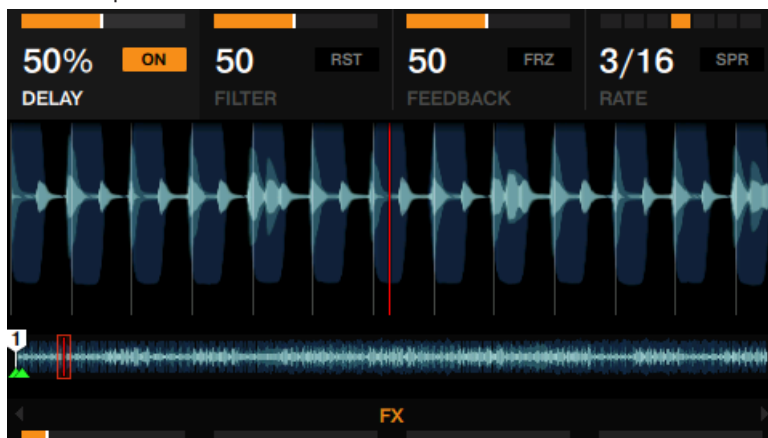 50% ON 50 RST 50 FRZ 3/16 SPR
DELAY FILTER FEEDBACK RATE
1
FX